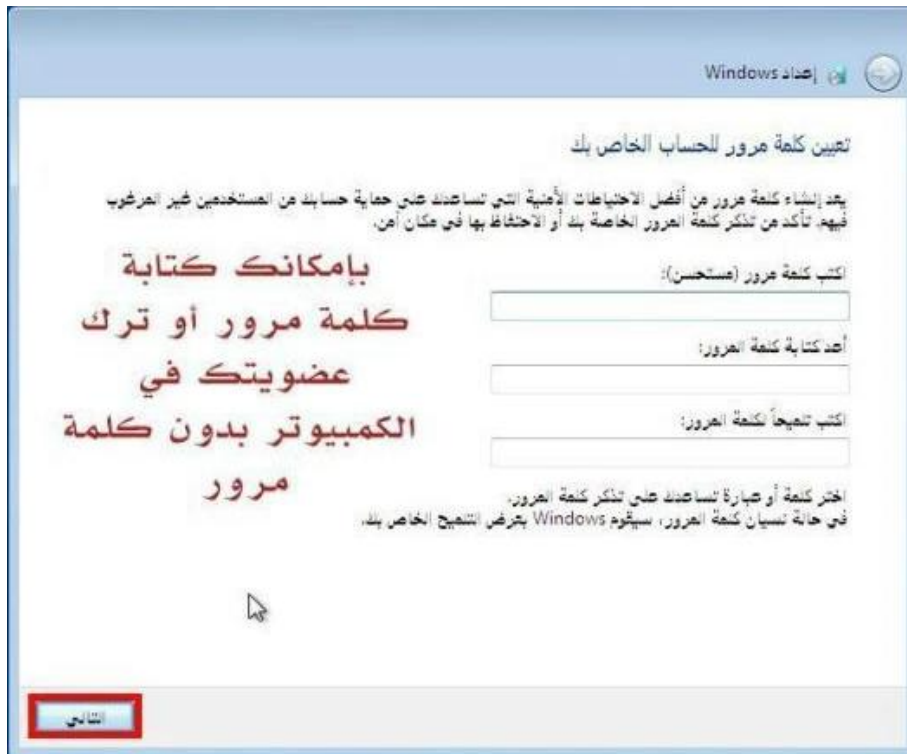 إعداد Windows
تعيين كلمة مرور للحساب الخاص بك
يعد إنشاء كلمة مرور من أفضل الاحتياطات الأمنية التي تساعدك على حماية حسابك من المستخدمين غير المرغوب
فيهم. تأكد من تذكر كلمة المرور الخاصة بك أو الاحتفاظ بها في مكان آمن.
اكتب كلمة مرور (مستحسن):
أعد كتابة كلمة المرور:
اكتب تلميحاً لكلمة المرور:
اختر كلمة أو عبارة تساعدك على تذكر كلمة المرور.
في حالة نسيان كلمة المرور، سيقوم Windows بعرض التلميح الخاص بك.
بإمكانك كتابة
كلمة مرور أو ترك
عضويتك في
الكمبيوتر بدون كلمة
مرور
التالي